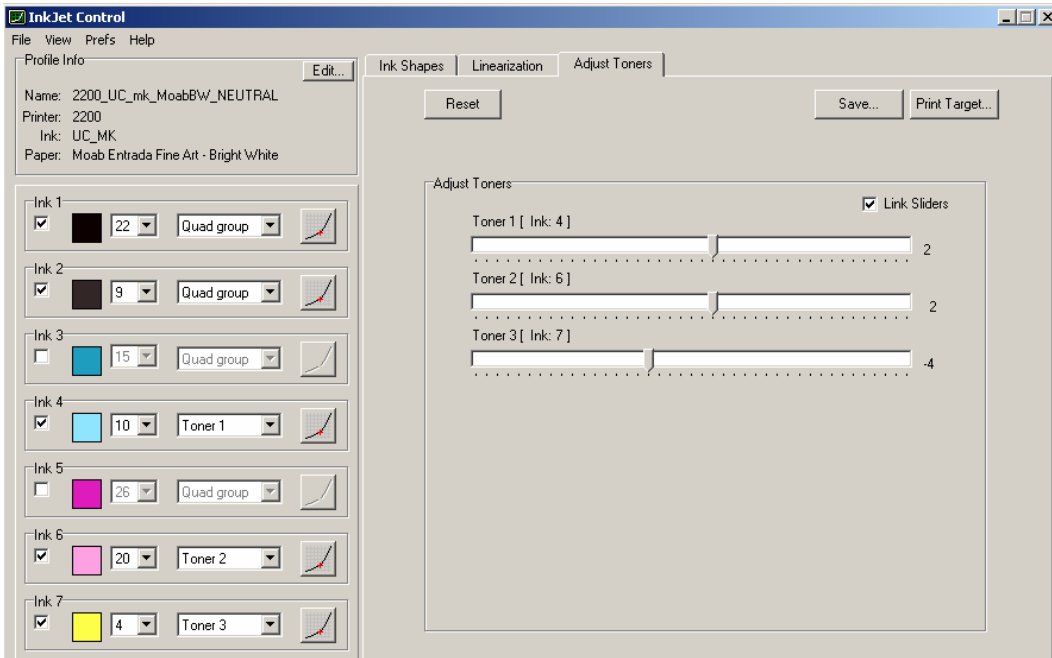 InkJet Control
File View Prefs Help
Profile Info
Edit...
Name: 2200_UC_mk_MoabBW_NEUTRAL
Printer: 2200
Ink: UC_MK
Paper: Moab Entrada Fine Art - Bright White
Ink 1
22 Quad group
Ink 2
9 Quad group
Ink 3
15 Quad group
Ink 4
10 Toner 1
Ink 5
26 Quad group
Ink 6
20 Toner 2
Ink 7
4 Toner 3
Ink Shapes Linearization Adjust Toners
Reset Save... Print Target...
Adjust Toners
Link Sliders
Toner 1 [ Ink: 4 ]
2
Toner 2 [ Ink: 6 ]
2
Toner 3 [ Ink: 7 ]
-4